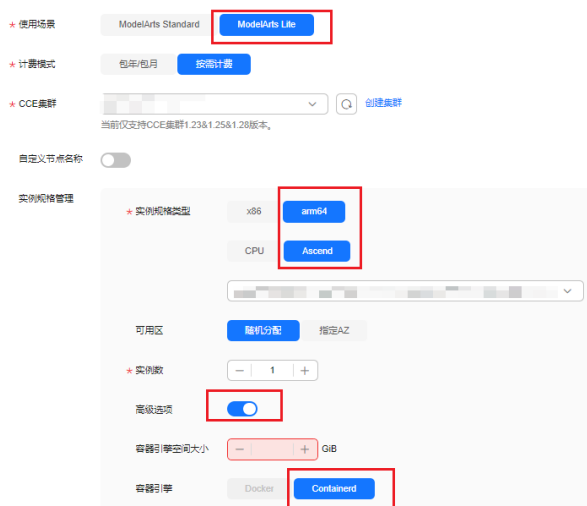 * 使用场景 ModelArts Standard ModelArts Lite
* 计费模式 包年/包月 按需计费
* CCE集群 创建集群
当前仅支持CCE集群1.23&1.25&1.28版本。
自定义节点名称
实例规格管理
* 实例规格类型 x86 arm64
CPU Ascend
可用区 随机分配 指定AZ
* 实例数 − 1 +
高级选项
容器引擎空间大小 − + GiB
容器引擎 Docker Containerd